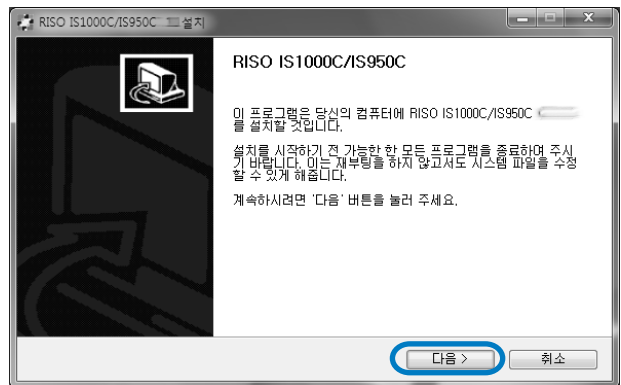 RISO IS1000C/IS950C 설치
RISO IS1000C/IS950C
이 프로그램은 당신의 컴퓨터에 RISO IS1000C/IS950C
를 설치할 것입니다.
설치를 시작하기 전 가능한 한 모든 프로그램을 종료하여 주시
기 바랍니다. 이는 재부팅을 하지 않고서도 시스템 파일을 수정
할 수 있게 해줍니다.
계속하시려면 '다음' 버튼을 눌러 주세요.
다음 >
취소